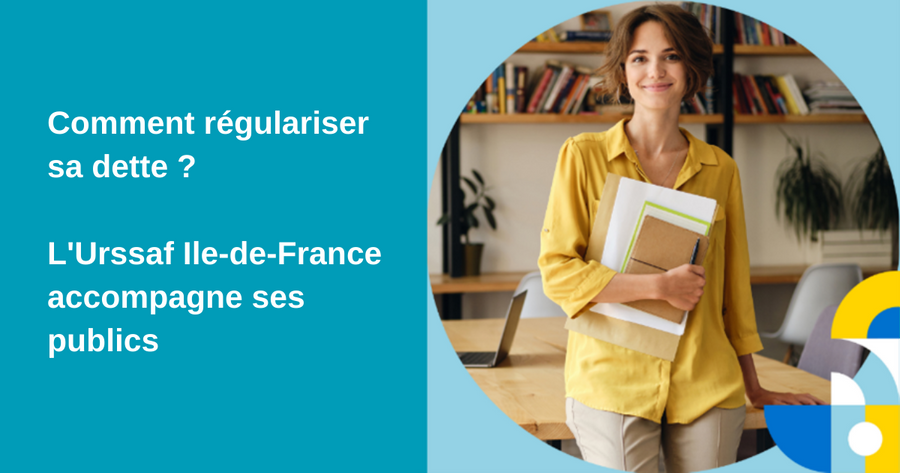 Comment régulariser
sa dette ?
L'Urssaf Ile-de-France
accompagne ses
publics